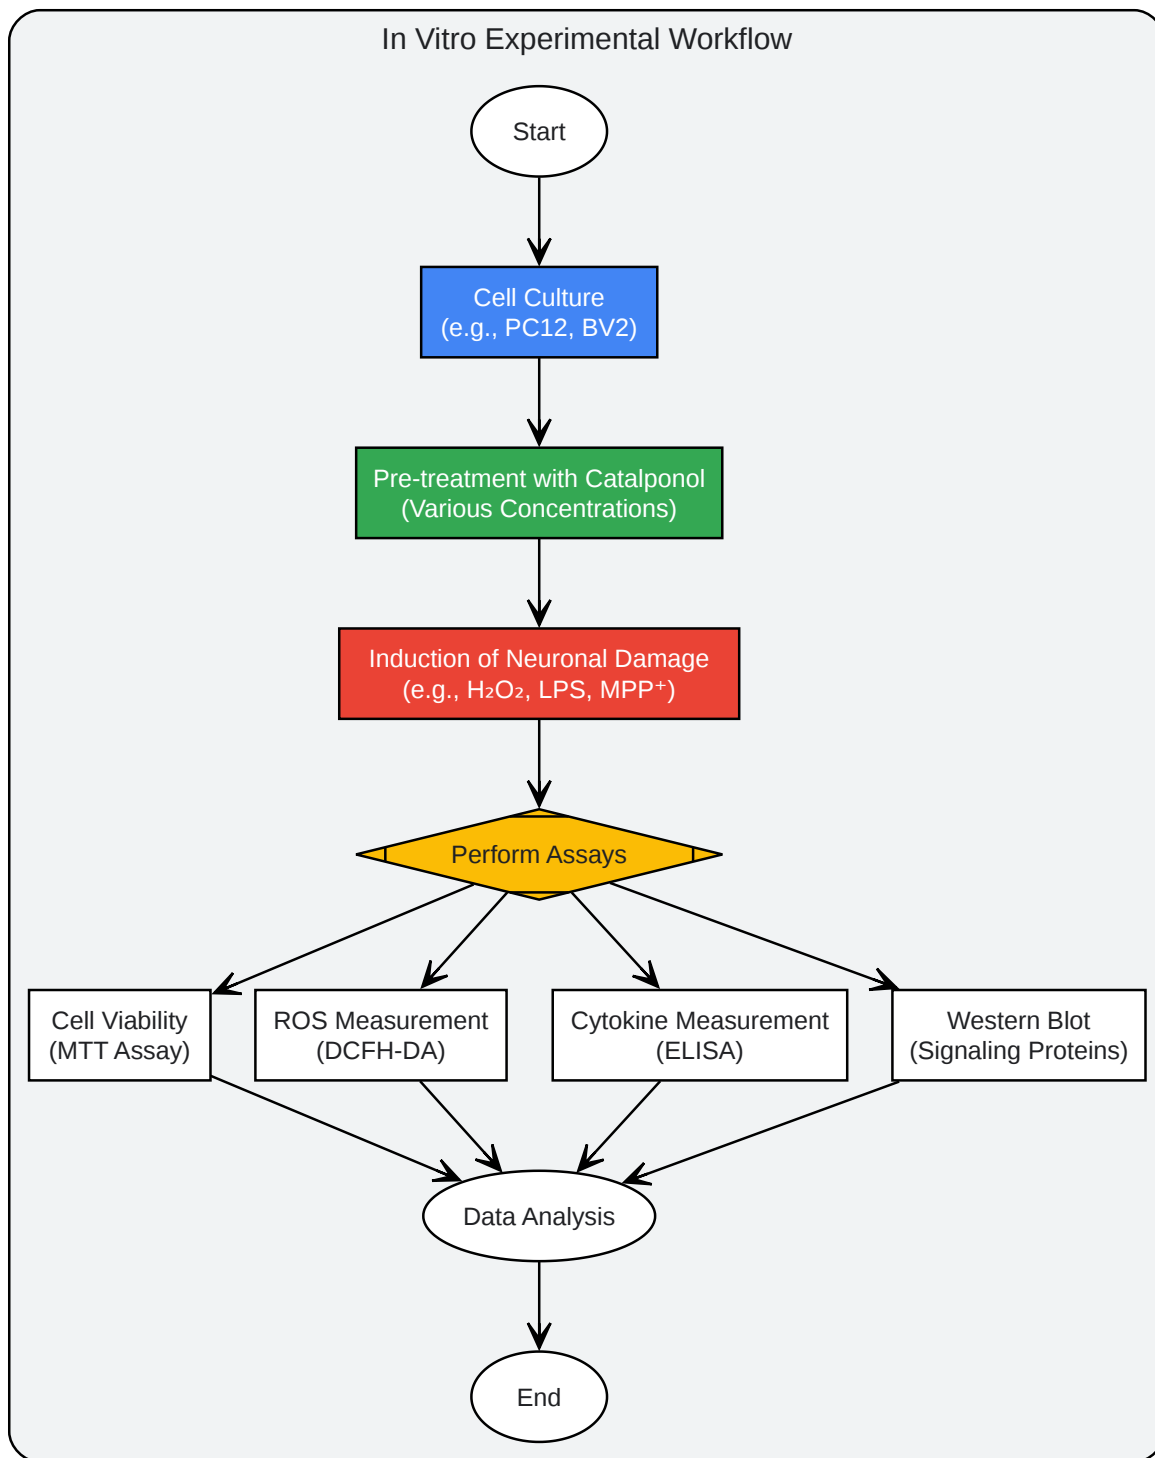 In Vitro Experimental Workflow
Start
Cell Culture
(e.g., PC12, BV2)
Pre-treatment with Catalponol
(Various Concentrations)
Induction of Neuronal Damage
(e.g., H₂O₂, LPS, MPP⁺)
Perform Assays
Cell Viability
(MTT Assay)
ROS Measurement
(DCFH-DA)
Cytokine Measurement
(ELISA)
Western Blot
(Signaling Proteins)
Data Analysis
End